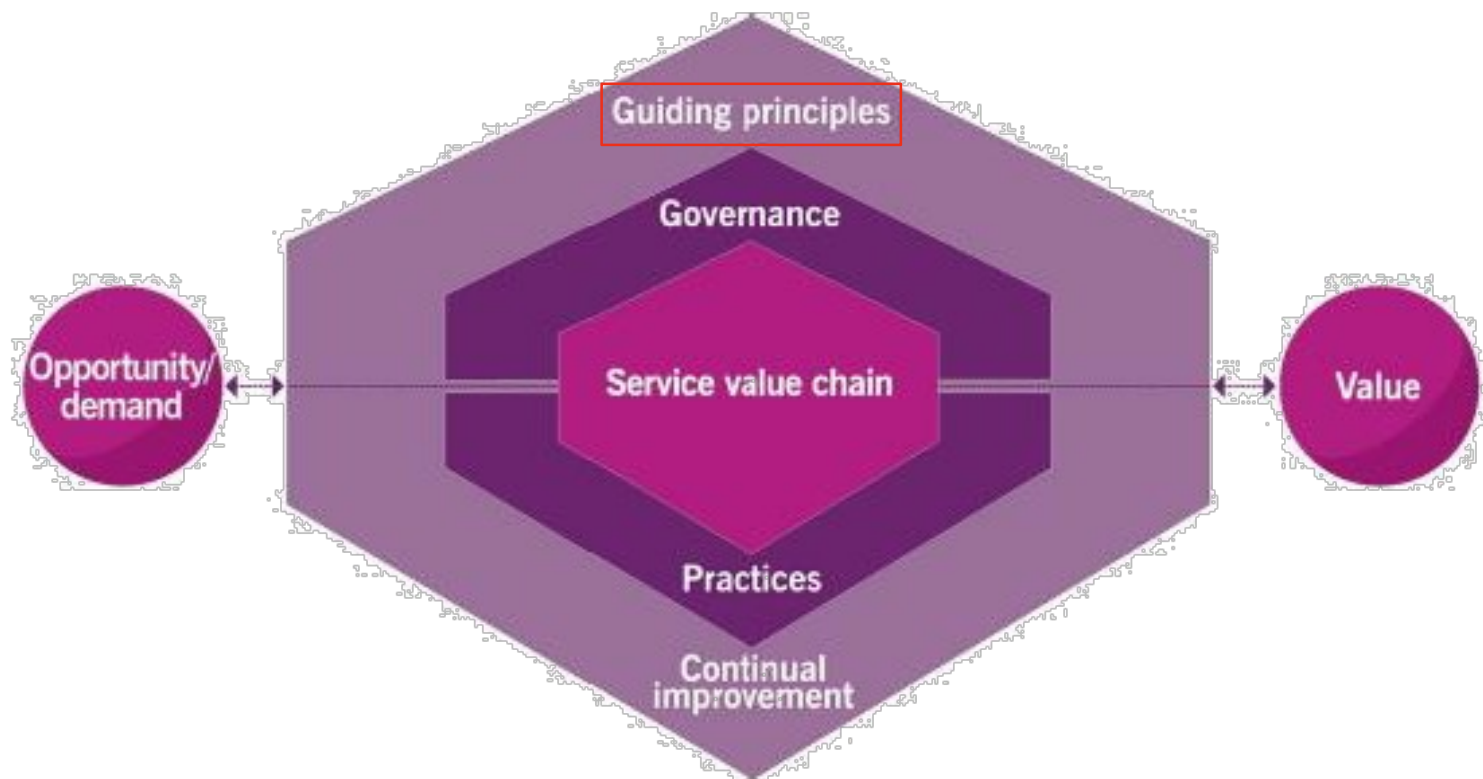 Guiding principles
Governance
Opportunity/
demand
Service value chain
Value
Practices
Continual
improvement